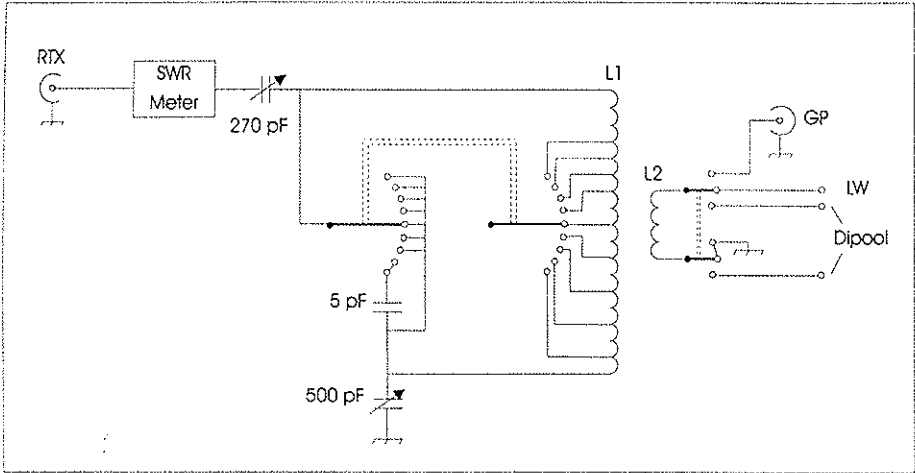 RTX
SWR
Meter
270 pF
L1
GP
L2
LW
Dipool
5 pF
500 pF